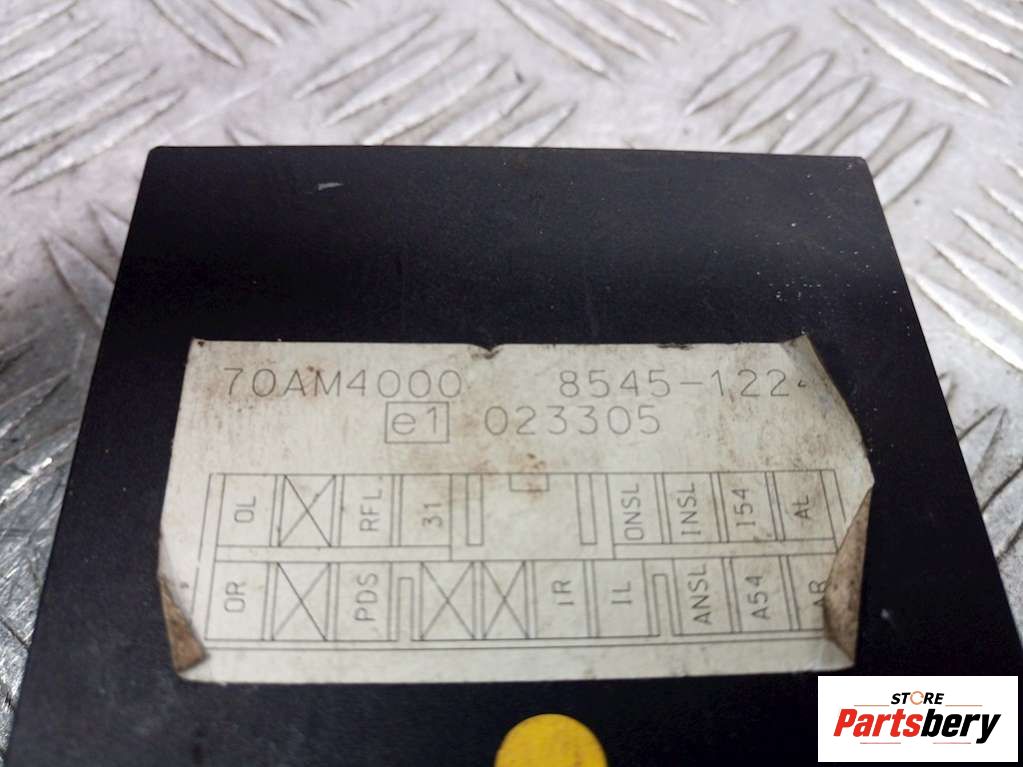 70AM4000 8545-122
e1 023305
OL RFL 31 ONSL INSL I54 AL
OR PDS IR IL ANSL A54 AR
STORE
Partsbery